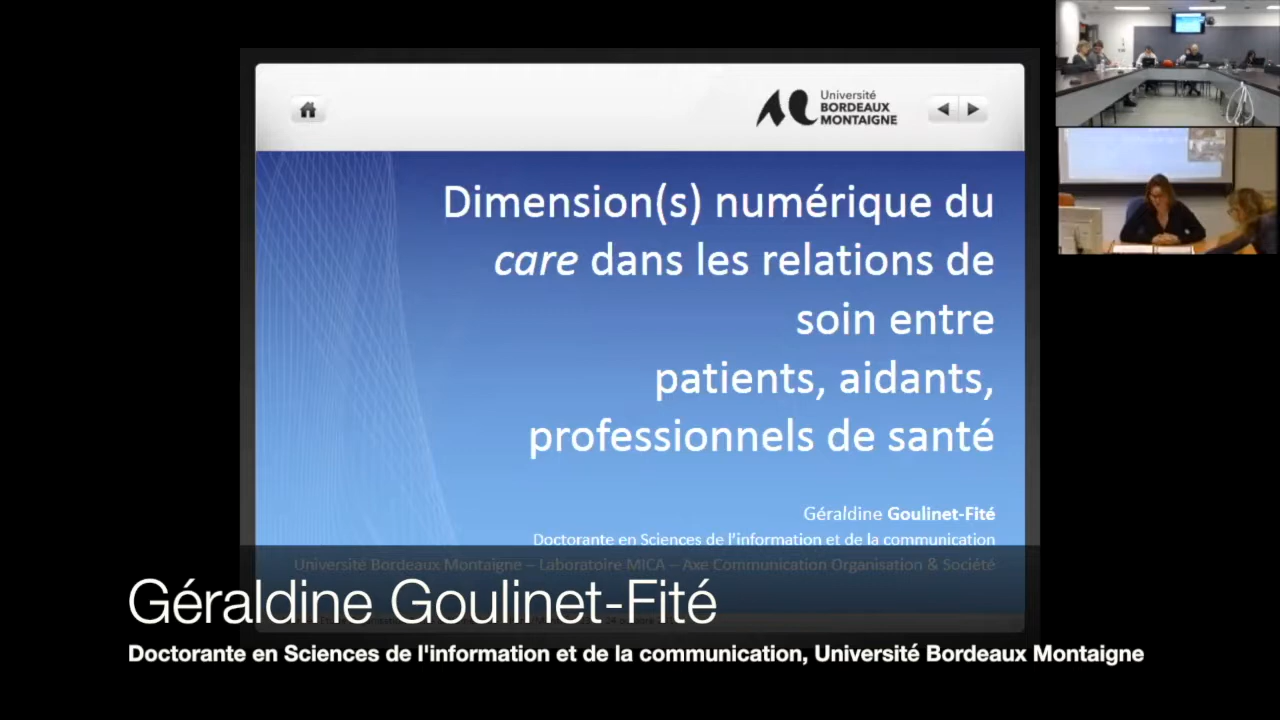 Université
BORDEAUX
MONTAIGNE
Dimension(s) numérique du
care dans les relations de
soin entre
patients, aidants,
professionnels de santé
Géraldine Goulinet-Fité
Doctorante en Sciences de l'information et de la communication
Université Bordeaux Montaigne – Laboratoire MICA – Axe Communication Organisation & Société
Géraldine Goulinet-Fité
Doctorante en Sciences de l'information et de la communication, Université Bordeaux Montaigne